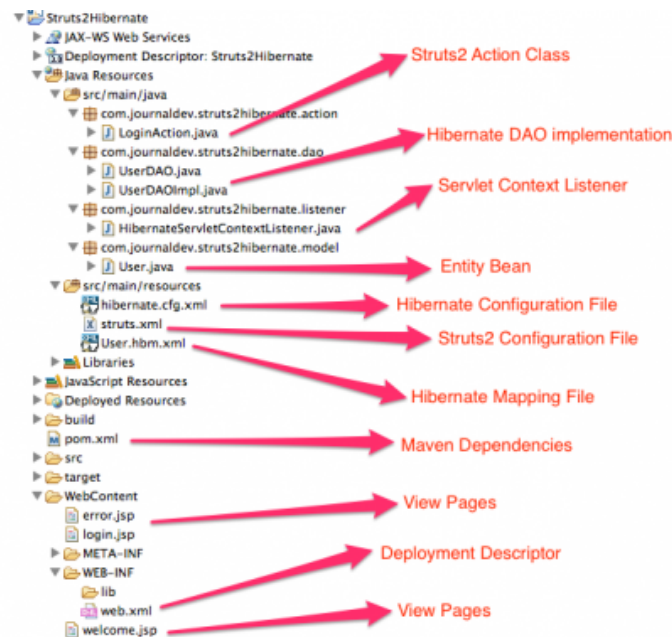 Struts2Hibernate
JAX-WS Web Services
Deployment Descriptor: Struts2Hibernate
Struts2 Action Class
Java Resources
src/main/java
com.journaldev.struts2hibernate.action
LoginAction.java
Hibernate DAO implementation
com.journaldev.struts2hibernate.dao
UserDAO.java
UserDAOImpl.java
Servlet Context Listener
com.journaldev.struts2hibernate.listener
HibernateServletContextListener.java
com.journaldev.struts2hibernate.model
User.java
Entity Bean
src/main/resources
hibernate.cfg.xml
Hibernate Configuration File
struts.xml
Struts2 Configuration File
User.hbm.xml
Libraries
JavaScript Resources
Hibernate Mapping File
Deployed Resources
build
pom.xml
Maven Dependencies
src
target
WebContent
View Pages
error.jsp
login.jsp
META-INF
Deployment Descriptor
WEB-INF
lib
web.xml
View Pages
welcome.jsp